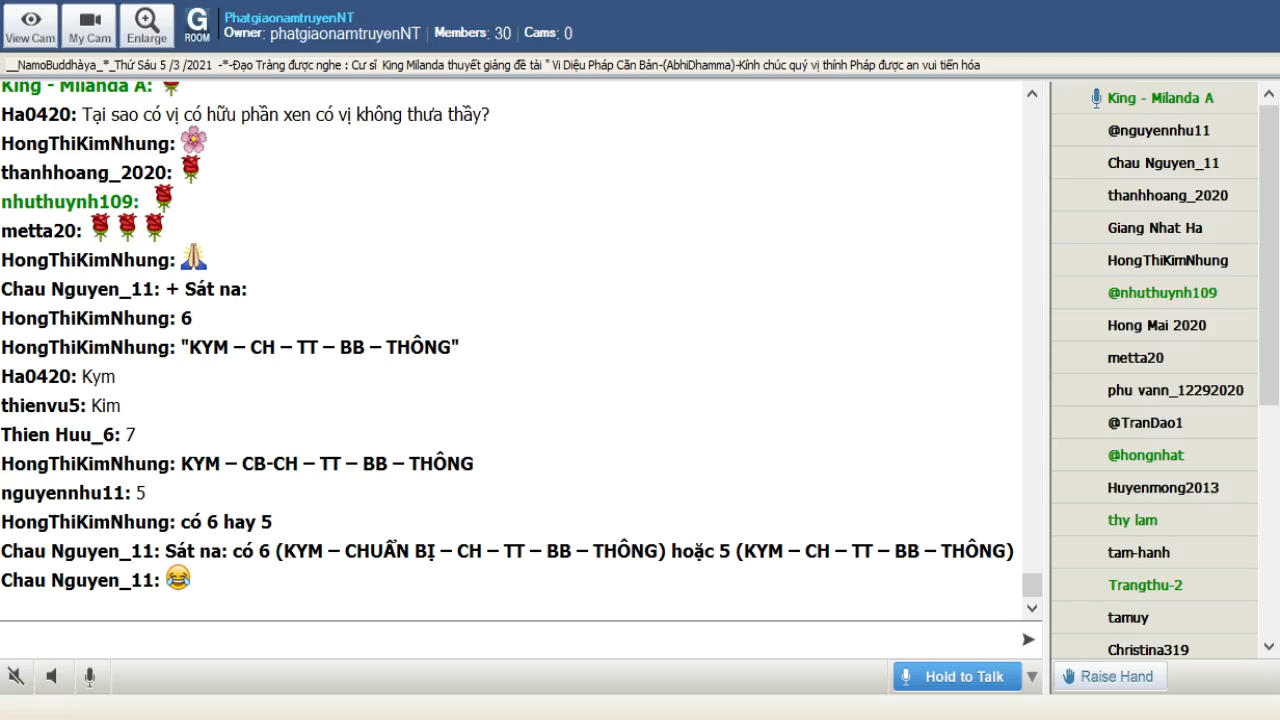 View Cam
My Cam
Enlarge
G
ROOM
PhatgiaonamtruyenNT
Owner: phatgiaonamtruyenNT | Members: 30 | Cams: 0
__NamoBuddhàya_*_Thứ Sáu 5 /3 /2021 -*-Đạo Tràng được nghe : Cư sĩ King Milanda thuyết giảng đề tài " Vi Diệu Pháp Căn Bản-(AbhiDhamma)-Kính chúc quý vị thính Pháp được an vui tiến hóa
King - Milanda A:
Ha0420: Tại sao có vị có hữu phần xen có vị không thưa thầy?
HongThiKimNhung:
thanhhoang_2020:
nhuthuynh109:
metta20:
HongThiKimNhung:
Chau Nguyen_11: + Sát na:
HongThiKimNhung: 6
HongThiKimNhung: "KYM – CH – TT – BB – THÔNG"
Ha0420: Kym
thienvu5: Kim
Thien Huu_6: 7
HongThiKimNhung: KYM – CB-CH – TT – BB – THÔNG
nguyennhu11: 5
HongThiKimNhung: có 6 hay 5
Chau Nguyen_11: Sát na: có 6 (KYM – CHUẨN BỊ – CH – TT – BB – THÔNG) hoặc 5 (KYM – CH – TT – BB – THÔNG)
Chau Nguyen_11:
King - Milanda A
@nguyennhu11
Chau Nguyen_11
thanhhoang_2020
Giang Nhat Ha
HongThiKimNhung
@nhuthuynh109
Hong Mai 2020
metta20
phu vann_12292020
@TranDao1
@hongnhat
Huyenmong2013
thy lam
tam-hanh
Trangthu-2
tamuy
Christina319
Hold to Talk
Raise Hand